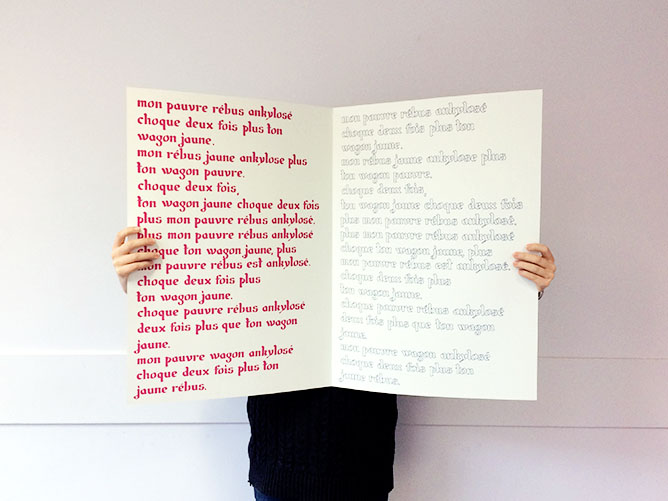 mon pauvre rébus ankylosé
choque deux fois plus ton
wagon jaune.
mon rébus jaune ankylose plus
ton wagon pauvre.
choque deux fois,
ton wagon jaune choque deux fois
plus mon pauvre rébus ankylosé.
plus mon pauvre rébus ankylosé
choque ton wagon jaune, plus
mon pauvre rébus est ankylosé.
choque deux fois plus
ton wagon jaune.
choque pauvre rébus ankylosé
deux fois plus que ton wagon
jaune.
mon pauvre wagon ankylosé
choque deux fois plus ton
jaune rébus.
mon pauvre rébus ankylosé
choque deux fois plus ton
wagon jaune.
mon rébus jaune ankylose plus
ton wagon pauvre.
choque deux fois,
ton wagon jaune choque deux fois
plus mon pauvre rébus ankylosé.
plus mon pauvre rébus ankylosé
choque ton wagon jaune, plus
mon pauvre rébus est ankylosé.
choque deux fois plus
ton wagon jaune.
choque pauvre rébus ankylosé
deux fois plus que ton wagon
jaune.
mon pauvre wagon ankylosé
choque deux fois plus ton
jaune rébus.